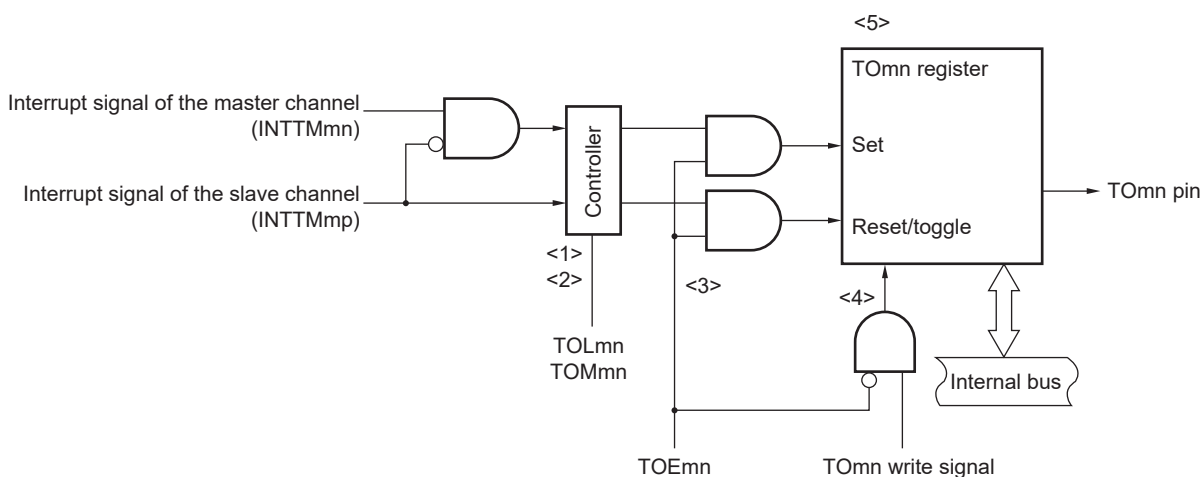 <5>
TOmn register
Interrupt signal of the master channel
(INTTMmn)
Controller
Set
Interrupt signal of the slave channel
(INTTMmp)
TOmn pin
Reset/toggle
<1>
<2>
<3>
<4>
TOLmn
TOMmn
Internal bus
TOEmn
TOmn write signal